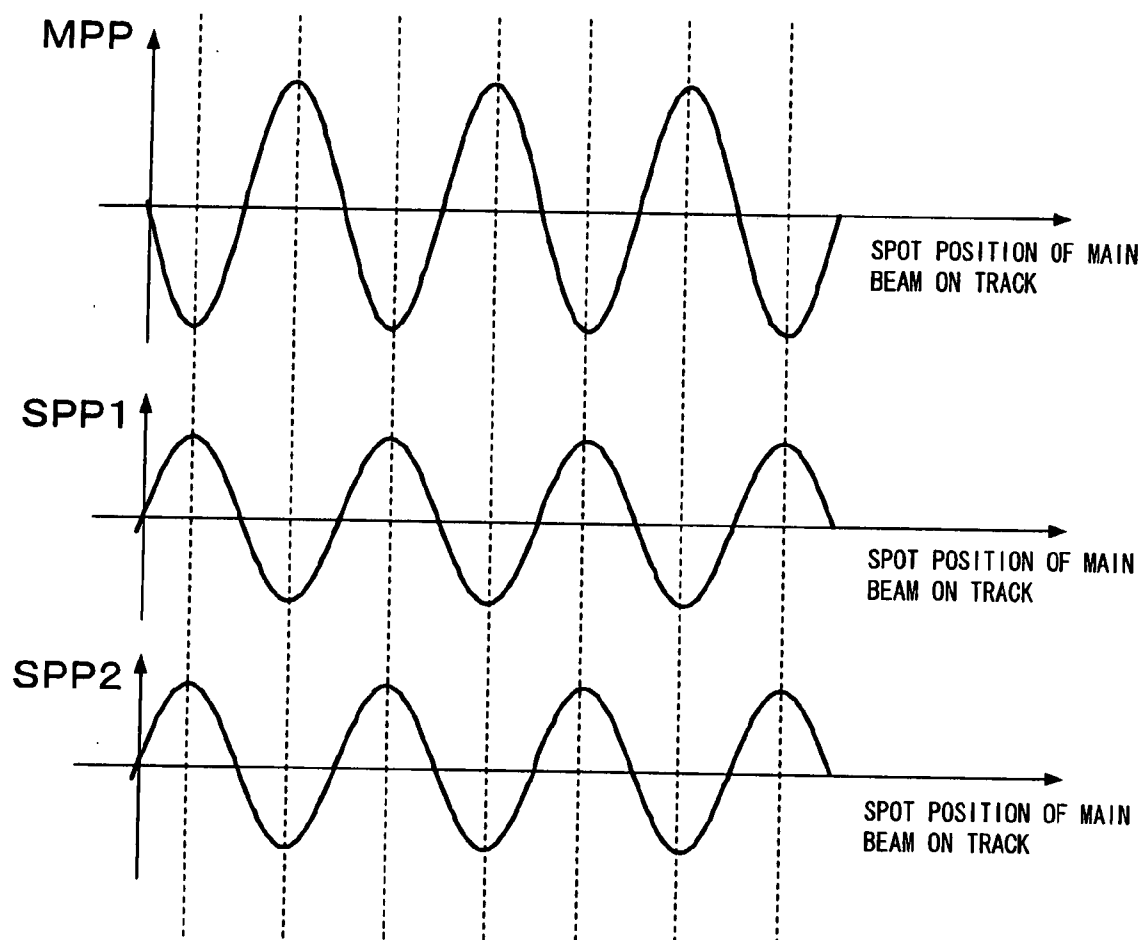 MPP
SPOT POSITION OF MAIN
BEAM ON TRACK
SPP1
SPOT POSITION OF MAIN
BEAM ON TRACK
SPP2
SPOT POSITION OF MAIN
BEAM ON TRACK